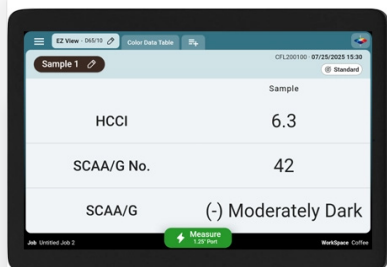 EZ View - D65/10
Color Data Table
Sample 1
CFL200100 · 07/25/2025 15:30
Standard
Sample
HCCI 6.3
SCAA/G No. 42
SCAA/G (-) Moderately Dark
Measure
1.25" Port
Job Untitled Job 2
WorkSpace Coffee